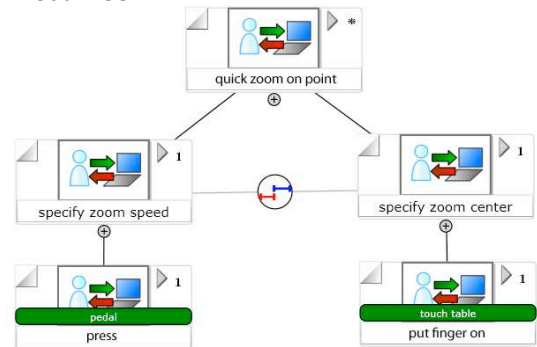 *
quick zoom on point
1
specify zoom speed
1
specify zoom center
1
pedal
press
1
touch table
put finger on